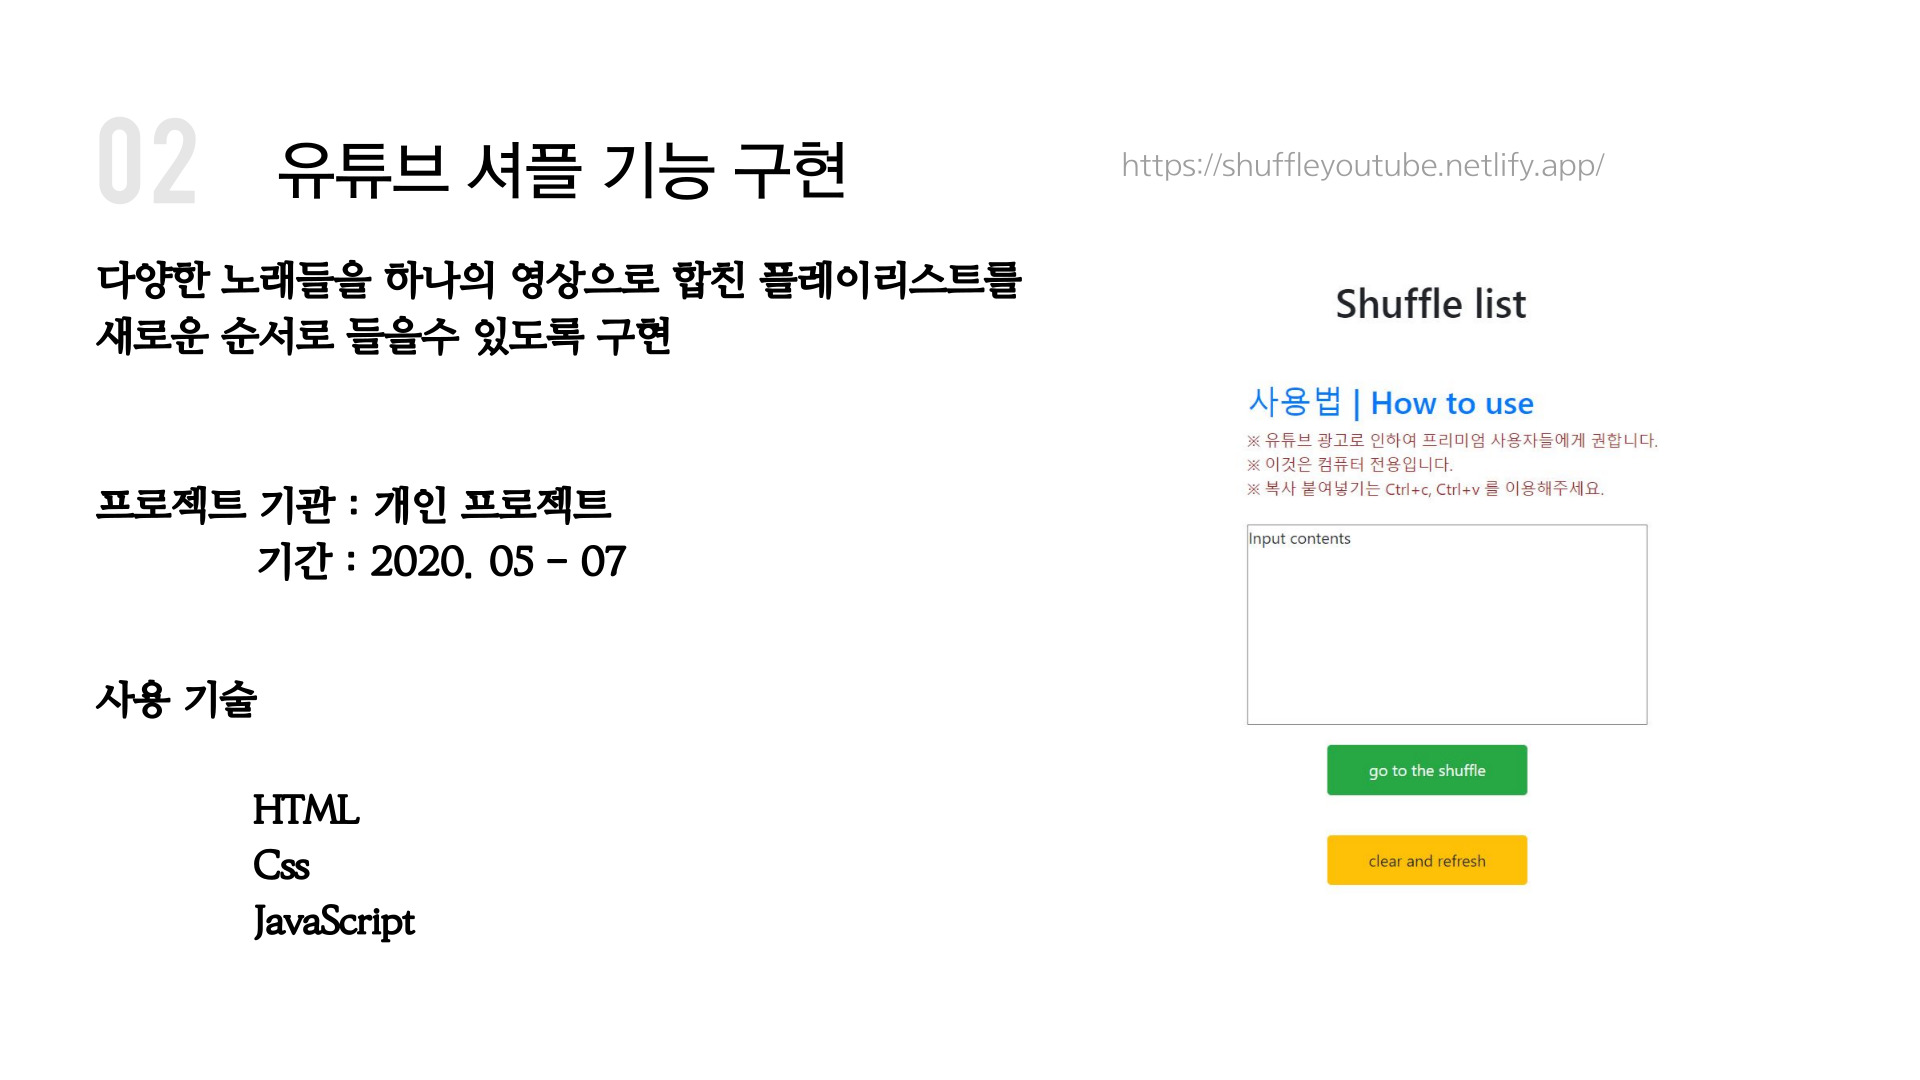 02
유튜브 셔플 기능 구현
https://shuffleyoutube.netlify.app/
다양한 노래들을 하나의 영상으로 합친 플레이리스트를
새로운 순서로 들을수 있도록 구현
프로젝트 기관 : 개인 프로젝트
기간 : 2020. 05 - 07
사용 기술
HTML
Css
JavaScript
Shuffle list
사용법 | How to use
※ 유튜브 광고로 인하여 프리미엄 사용자들에게 권합니다.
※ 이것은 컴퓨터 전용입니다.
※ 복사 붙여넣기는 Ctrl+c, Ctrl+v 를 이용해주세요.
Input contents
go to the shuffle
clear and refresh